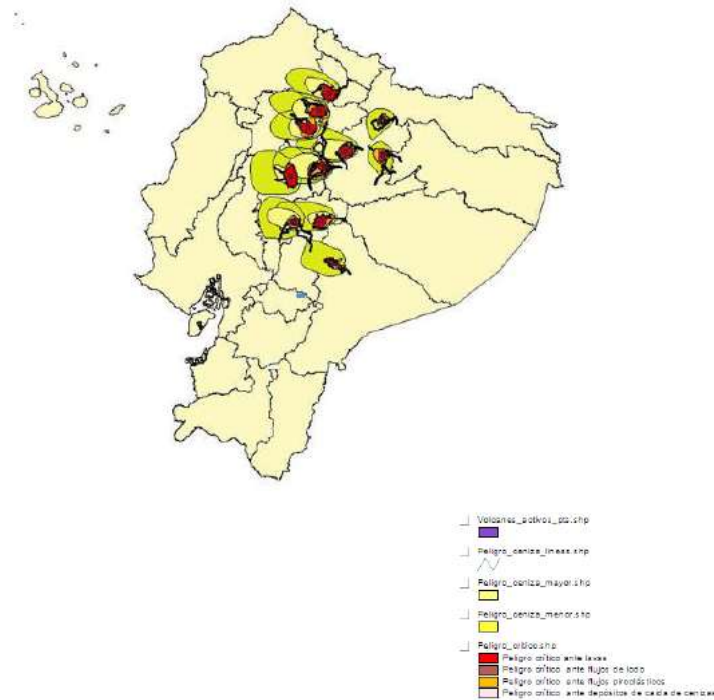 Volcanes_activos_pts.shp
Peligro_ceniza_lineas.shp
Peligro_ceniza_mayor.shp
Peligro_ceniza_menor.shp
Peligro_critico.shp
Peligro crítico ante lavas
Peligro crítico ante flujos de lodo
Peligro crítico ante flujos piroclásticos
Peligro crítico ante depósitos de caída de cenizas